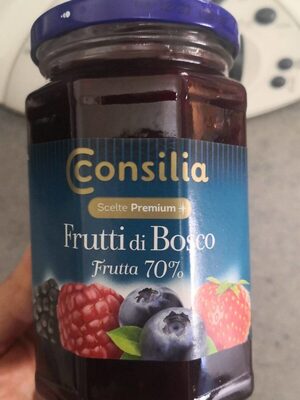 Consilia
Scelte Premium +
Frutti di Bosco
Frutta 70%